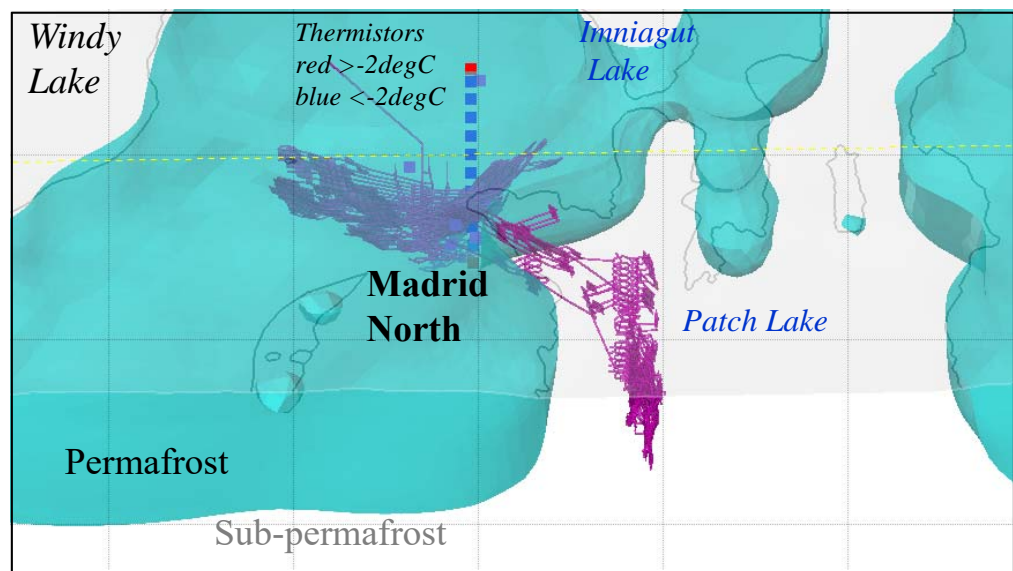 Windy
Lake
Thermistors
red >-2degC
blue <-2degC
Imniagut
Lake
Madrid
North
Patch Lake
Permafrost
Sub-permafrost